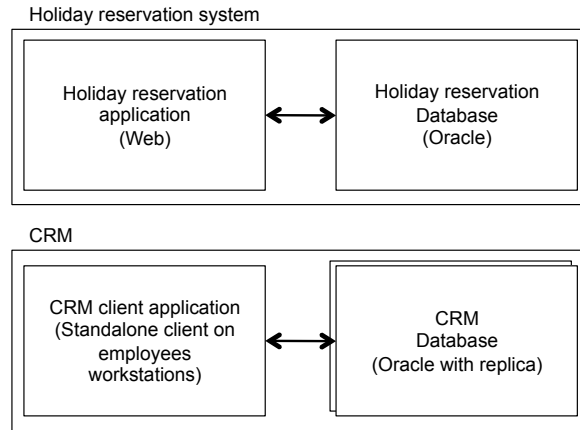 Holiday reservation system
Holiday reservation
application
(Web)
Holiday reservation
Database
(Oracle)
CRM
CRM client application
(Standalone client on
employees
workstations)
CRM
Database
(Oracle with replica)